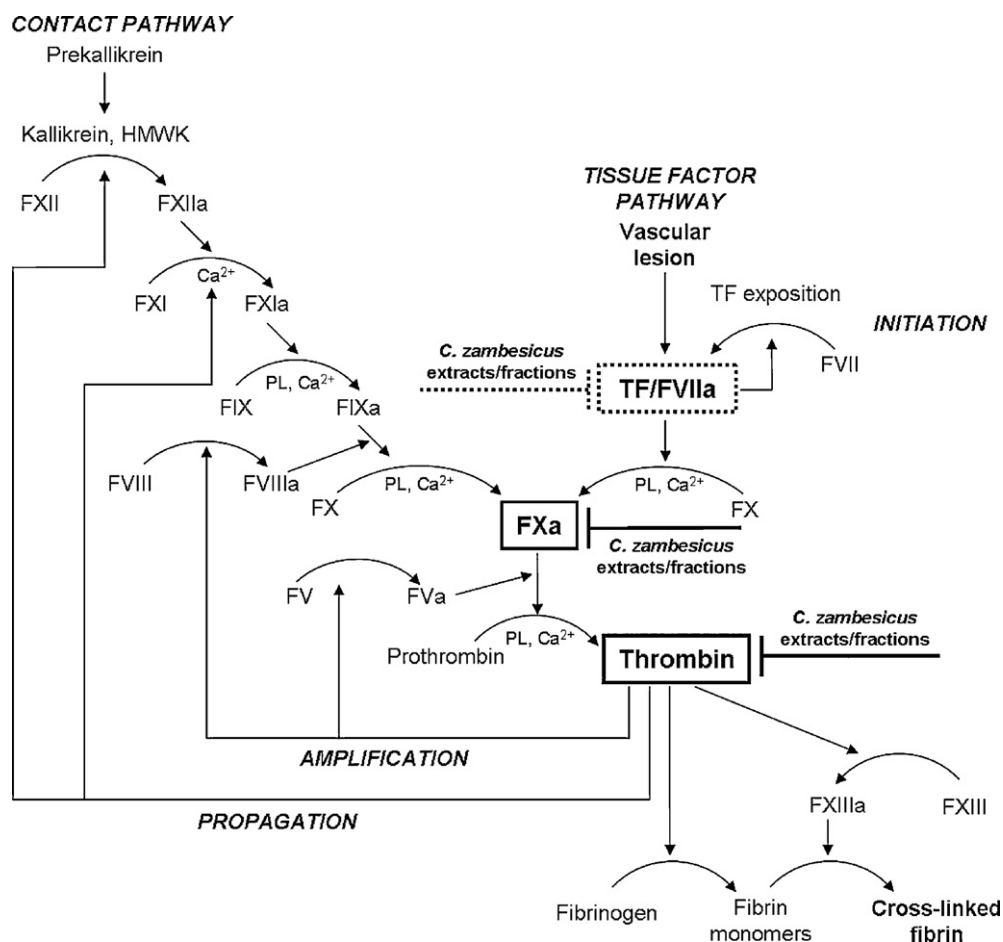 CONTACT PATHWAY
Prekallikrein
Kallikrein, HMWK
FXII
FXIIa
Ca²⁺
FXI
FXIa
PL, Ca²⁺
FIX
FIXa
FVIII
FVIIIa
FX
PL, Ca²⁺
TISSUE FACTOR
PATHWAY
Vascular
lesion
TF exposition
INITIATION
FVII
C. zambesicus
extracts/fractions
TF/FVIIa
PL, Ca²⁺
FX
FXa
C. zambesicus
extracts/fractions
FV
FVa
Prothrombin
PL, Ca²⁺
Thrombin
C. zambesicus
extracts/fractions
AMPLIFICATION
PROPAGATION
FXIIIa
FXIII
Fibrinogen
Fibrin
monomers
Cross-linked
fibrin